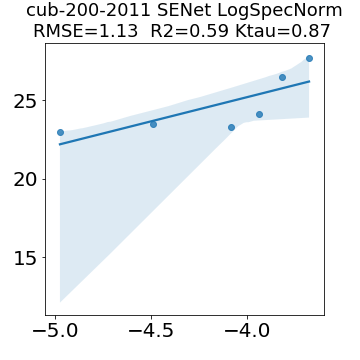 cub-200-2011 SENet LogSpecNorm
RMSE=1.13 R2=0.59 Ktau=0.87
25
20
15
−5.0 −4.5 −4.0